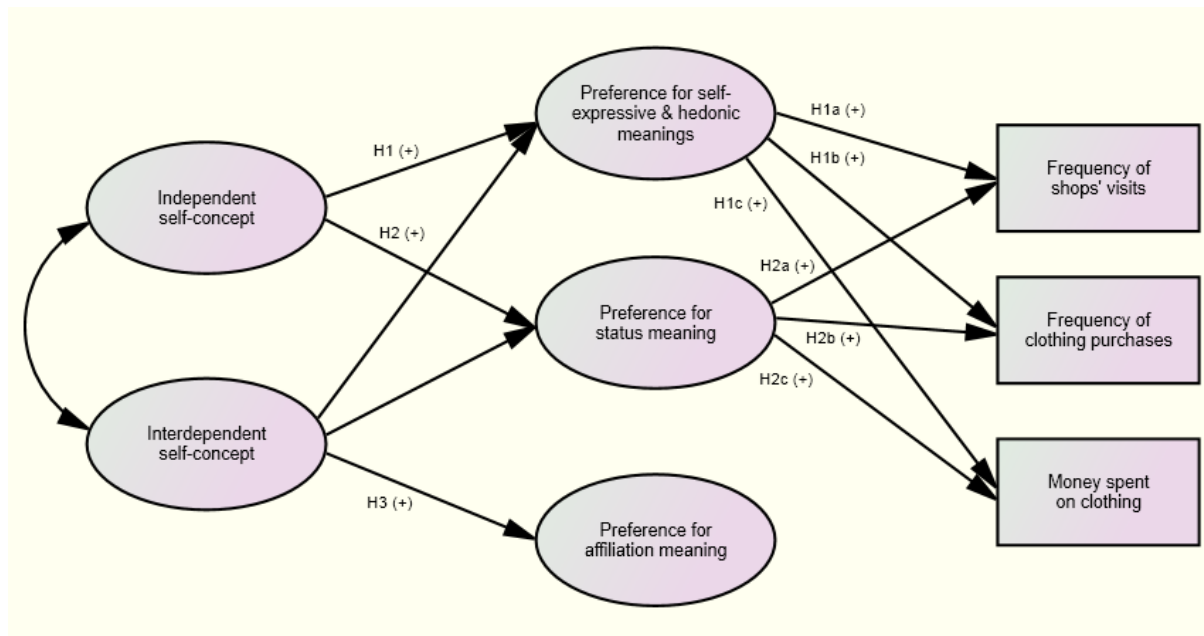 Preference for self-
expressive & hedonic
meanings
H1a (+)
H1 (+)
H1b (+)
Frequency of
shops' visits
Independent
self-concept
H1c (+)
H2 (+)
H2a (+)
Preference for
status meaning
H2b (+)
Frequency of
clothing purchases
H2c (+)
Interdependent
self-concept
H3 (+)
Money spent
on clothing
Preference for
affiliation meaning